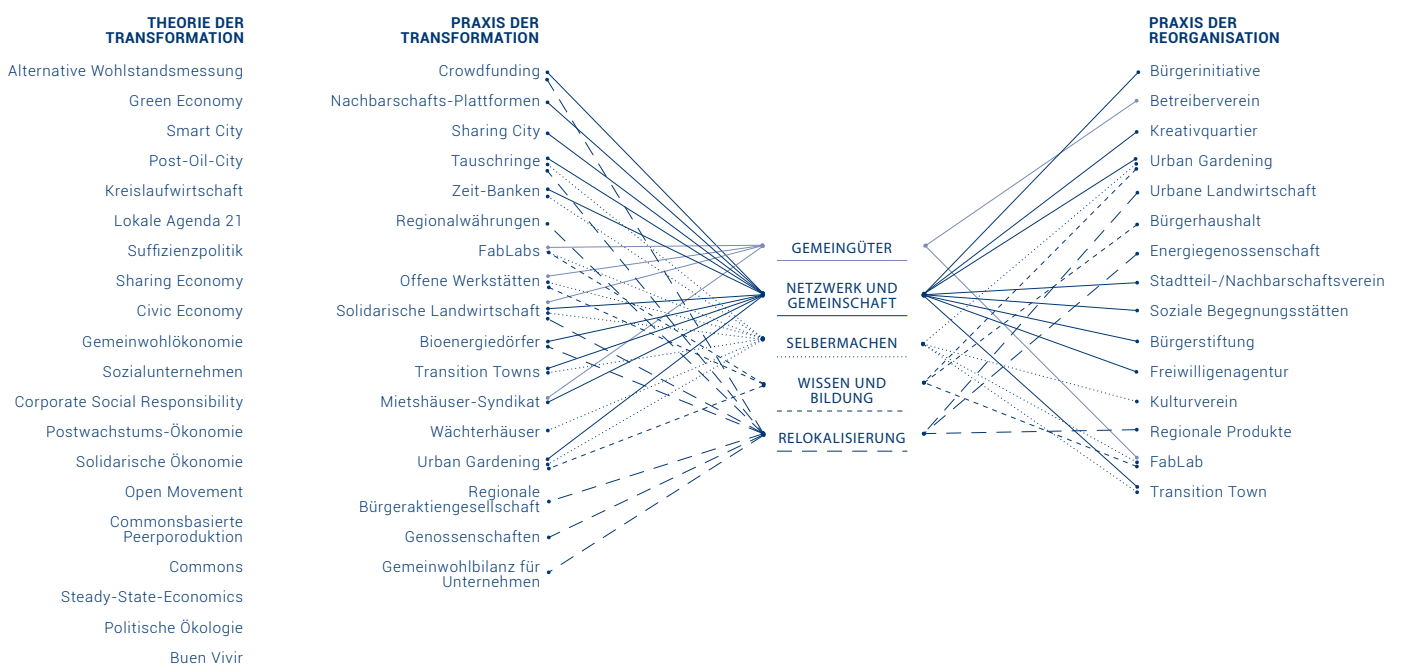 THEORIE DER
TRANSFORMATION
Alternative Wohlstandsmessung
Green Economy
Smart City
Post-Oil-City
Kreislaufwirtschaft
Lokale Agenda 21
Suffizienzpolitik
Sharing Economy
Civic Economy
Gemeinwohlökonomie
Sozialunternehmen
Corporate Social Responsibility
Postwachstums-Ökonomie
Solidarische Ökonomie
Open Movement
Commonsbasierte
Peerporoduktion
Commons
Steady-State-Economics
Politische Ökologie
Buen Vivir
PRAXIS DER
TRANSFORMATION
Crowdfunding
Nachbarschafts-Plattformen
Sharing City
Tauschringe
Zeit-Banken
Regionalwährungen
FabLabs
Offene Werkstätten
Solidarische Landwirtschaft
Bioenergiedörfer
Transition Towns
Mietshäuser-Syndikat
Wächterhäuser
Urban Gardening
Regionale
Bürgeraktiengesellschaft
Genossenschaften
Gemeinwohlbilanz für
Unternehmen
GEMEINGÜTER
NETZWERK UND
GEMEINSCHAFT
SELBERMACHEN
WISSEN UND
BILDUNG
RELOKALISIERUNG
PRAXIS DER
REORGANISATION
Bürgerinitiative
Betreiberverein
Kreativquartier
Urban Gardening
Urbane Landwirtschaft
Bürgerhaushalt
Energiegenossenschaft
Stadtteil-/Nachbarschaftsverein
Soziale Begegnungsstätten
Bürgerstiftung
Freiwilligenagentur
Kulturverein
Regionale Produkte
FabLab
Transition Town